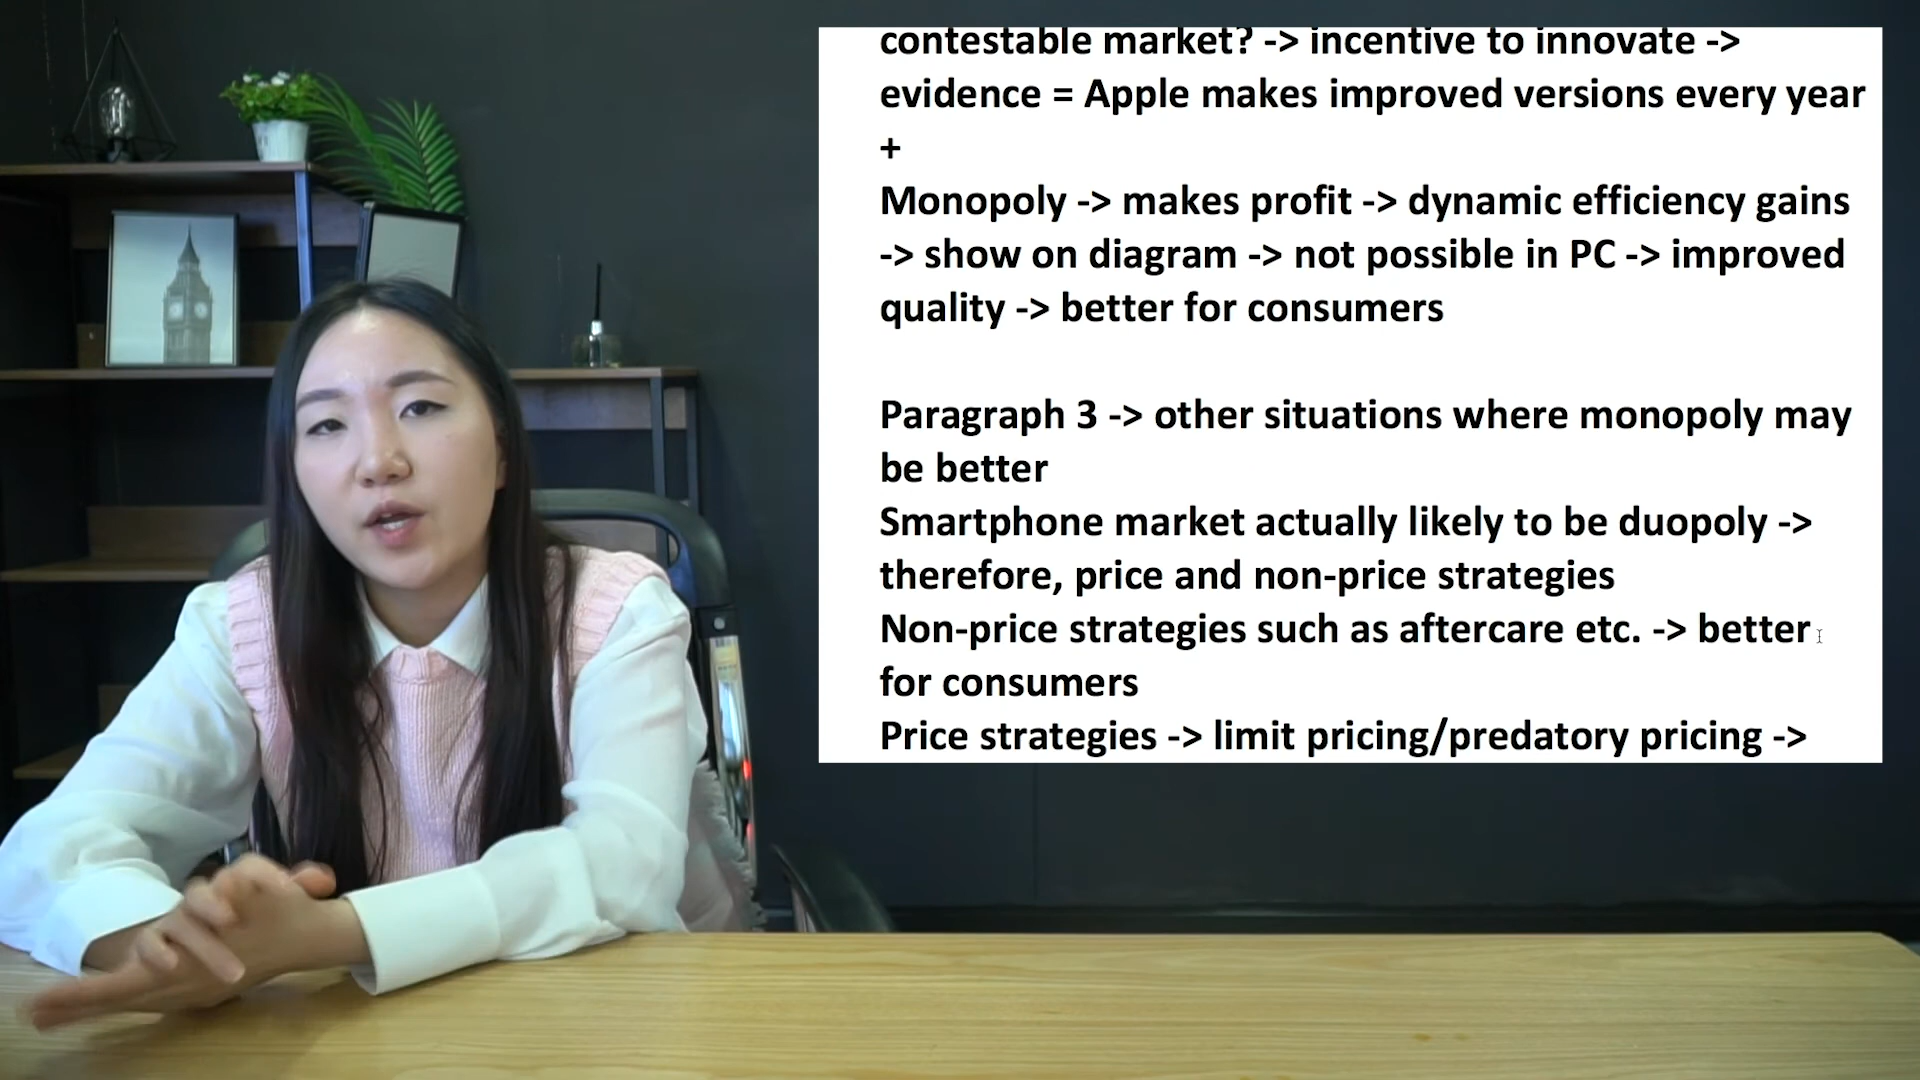 contestable market? -> incentive to innovate ->
evidence = Apple makes improved versions every year
+
Monopoly -> makes profit -> dynamic efficiency gains
-> show on diagram -> not possible in PC -> improved
quality -> better for consumers
Paragraph 3 -> other situations where monopoly may
be better
Smartphone market actually likely to be duopoly ->
therefore, price and non-price strategies
Non-price strategies such as aftercare etc. -> better
for consumers
Price strategies -> limit pricing/predatory pricing ->